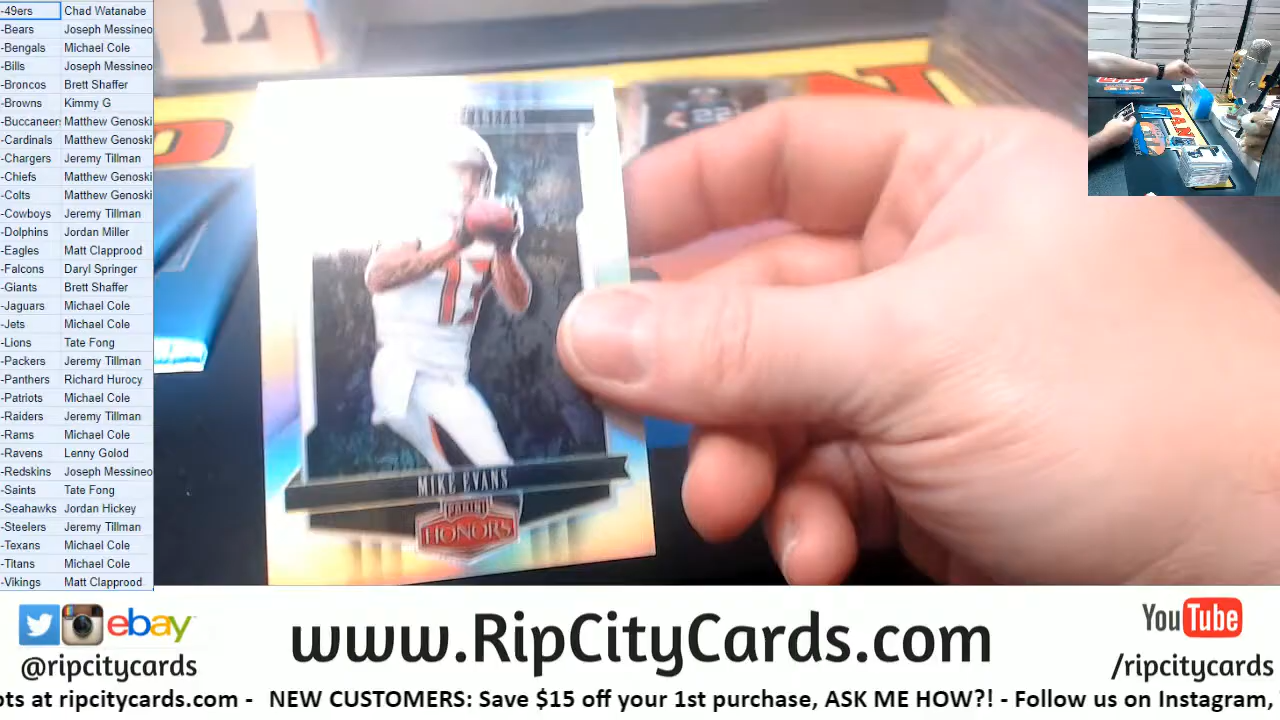 -49ers Chad Watanabe
-Bears Joseph Messineo
-Bengals Michael Cole
-Bills Joseph Messineo
-Broncos Brett Shaffer
-Browns Kimmy G
-Buccaneer Matthew Genoski
-Cardinals Matthew Genoski
-Chargers Jeremy Tillman
-Chiefs Matthew Genoski
-Colts Matthew Genoski
-Cowboys Jeremy Tillman
-Dolphins Jordan Miller
-Eagles Matt Clapprood
-Falcons Daryl Springer
-Giants Brett Shaffer
-Jaguars Michael Cole
-Jets Michael Cole
-Lions Tate Fong
-Packers Jeremy Tillman
-Panthers Richard Hurocy
-Patriots Michael Cole
-Raiders Jeremy Tillman
-Rams Michael Cole
-Ravens Lenny Golod
-Redskins Joseph Messineo
-Saints Tate Fong
-Seahawks Jordan Hickey
-Steelers Jeremy Tillman
-Texans Michael Cole
-Titans Michael Cole
-Vikings Matt Clapprood
22
13
MIKE EVANS
PANINI
HONORS
ebay
@ripcitycards
www.RipCityCards.com
YouTube
/ripcitycards
ots at ripcitycards.com - NEW CUSTOMERS: Save $15 off your 1st purchase, ASK ME HOW?! - Follow us on Instagram,